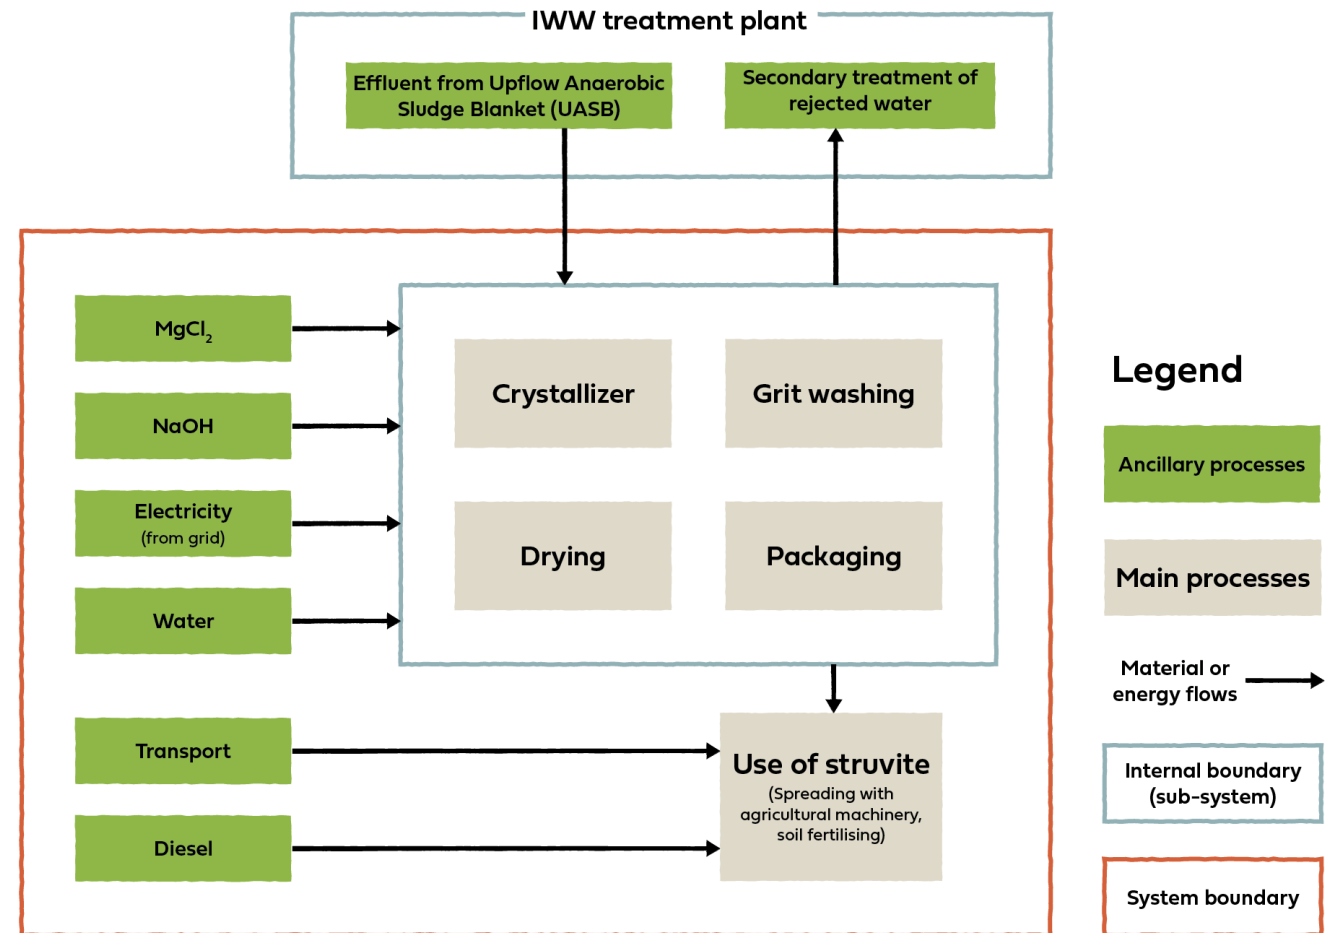 IWW treatment plant
Effluent from Upflow Anaerobic
Sludge Blanket (UASB)
Secondary treatment of
rejected water
MgCl₂
NaOH
Electricity
(from grid)
Water
Transport
Diesel
Crystallizer
Grit washing
Drying
Packaging
Use of struvite
(Spreading with
agricultural machinery,
soil fertilising)
Legend
Ancillary processes
Main processes
Material or
energy flows
Internal boundary
(sub-system)
System boundary